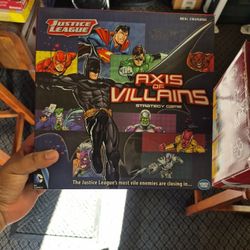 JUSTICE
LEAGUE
AXIS
OF
VILLAINS
STRATEGY GAME
The Justice League's most vile enemies are closing in...